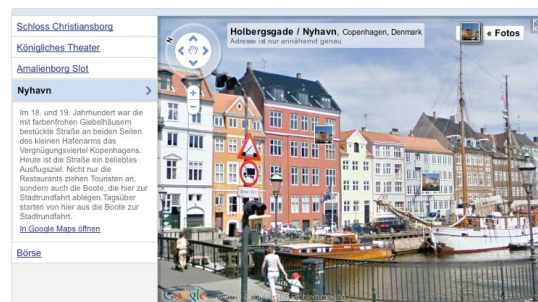 Schloss Christiansborg
Königliches Theater
Amalienborg Slot
Nyhavn
Im 18. und 19. Jahrhundert war die
mit farbenfrohen Giebelhäusern
bestückte Straße an beiden Seiten
des kleinen Hafenarms das
Vergnügungsviertel Kopenhagens.
Heute ist die Straße ein beliebtes
Ausflugsziel. Nicht nur die
Restaurants ziehen Touristen an,
sondern auch die Boote, die hier zur
Stadtrundfahrt ablegen.Tagsüber
starten von hier aus die Boote zur
Stadtrundfahrt.
In Google Maps öffnen
Börse
N
Holbergsgade / Nyhavn, Copenhagen, Denmark
Adresse ist nur annähernd genau
« Fotos
+
Google